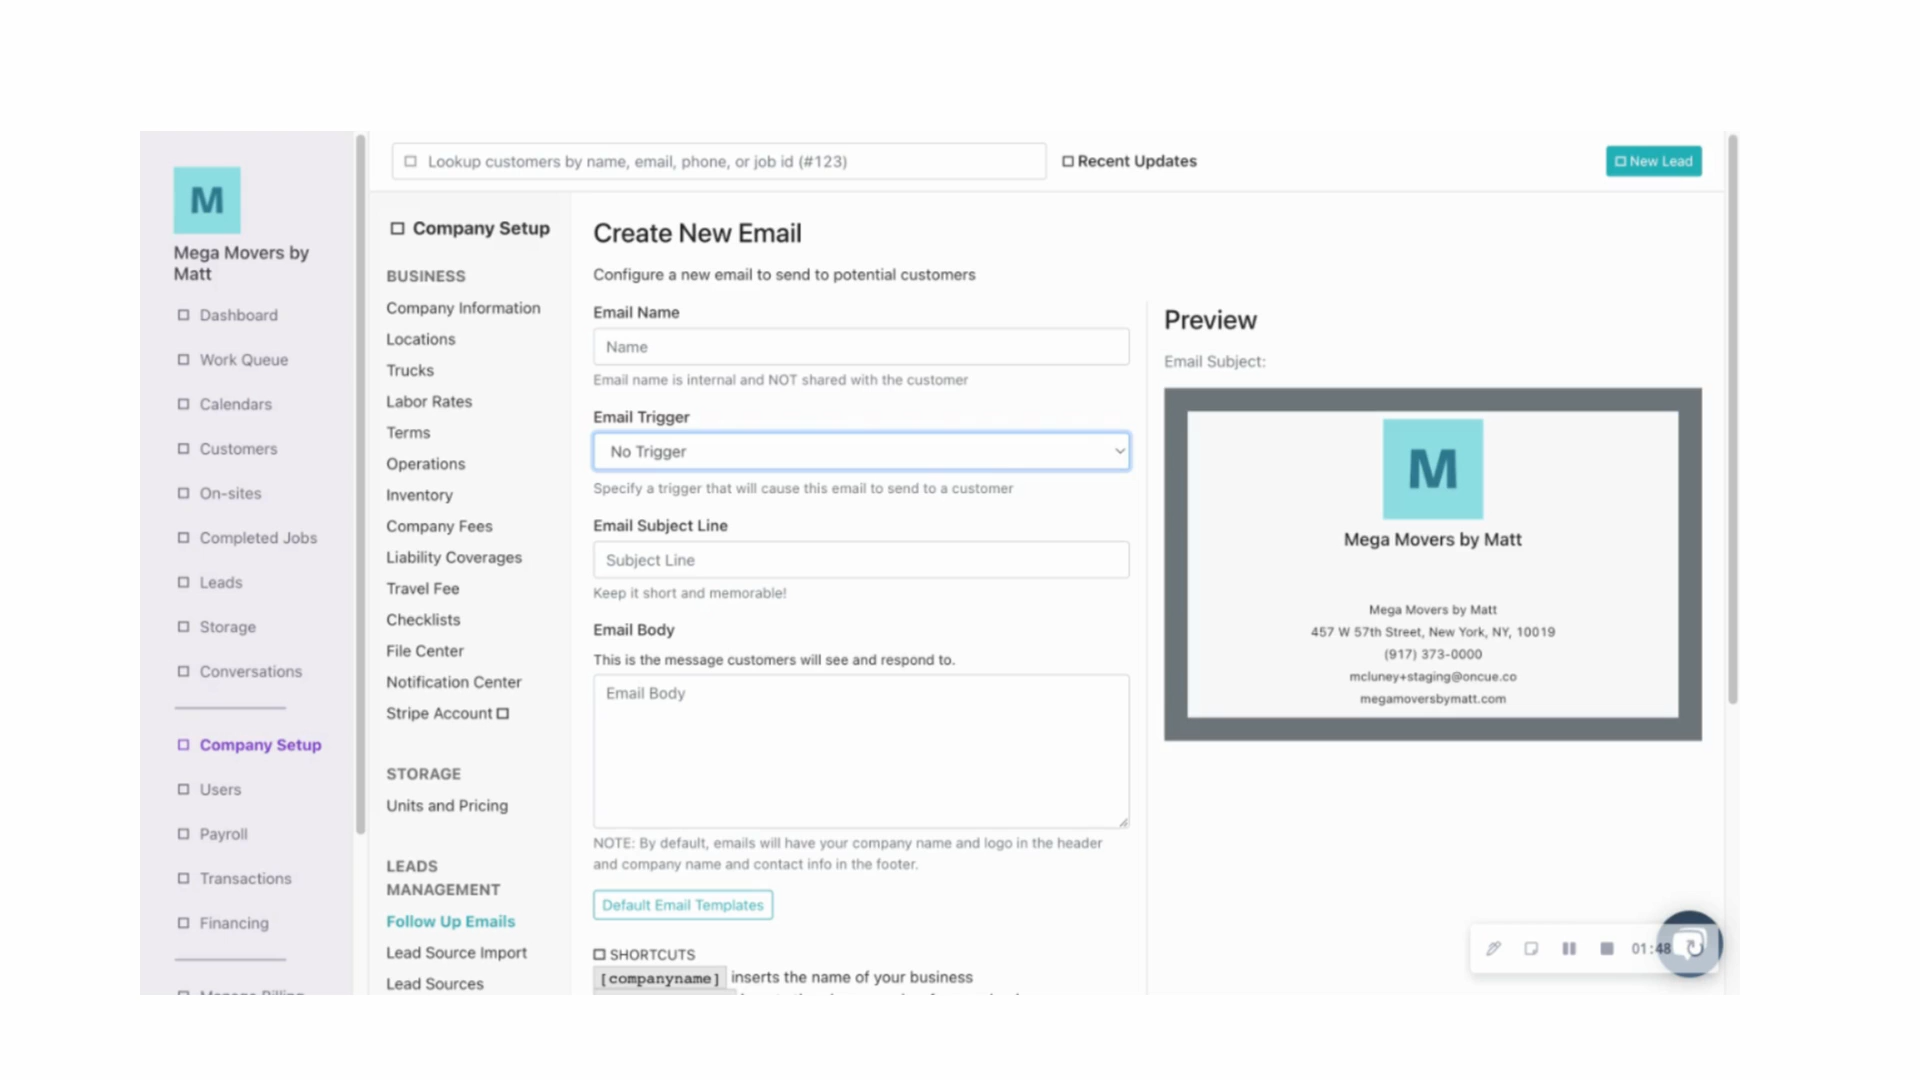 M
Mega Movers by
Matt
Dashboard
Work Queue
Calendars
Customers
On-sites
Completed Jobs
Leads
Storage
Conversations
Company Setup
Users
Payroll
Transactions
Financing
Lookup customers by name, email, phone, or job id (#123)
Recent Updates
New Lead
Company Setup
BUSINESS
Company Information
Locations
Trucks
Labor Rates
Terms
Operations
Inventory
Company Fees
Liability Coverages
Travel Fee
Checklists
File Center
Notification Center
Stripe Account
STORAGE
Units and Pricing
LEADS
MANAGEMENT
Follow Up Emails
Lead Source Import
Lead Sources
Create New Email
Configure a new email to send to potential customers
Email Name
Name
Email name is internal and NOT shared with the customer
Email Trigger
No Trigger
Specify a trigger that will cause this email to send to a customer
Email Subject Line
Subject Line
Keep it short and memorable!
Email Body
This is the message customers will see and respond to.
Email Body
NOTE: By default, emails will have your company name and logo in the header
and company name and contact info in the footer.
Default Email Templates
SHORTCUTS
[companyname] inserts the name of your business
Preview
Email Subject:
M
Mega Movers by Matt
Mega Movers by Matt
457 W 57th Street, New York, NY, 10019
(917) 373-0000
mcluney+staging@oncue.co
megamoversbymatt.com
01:48